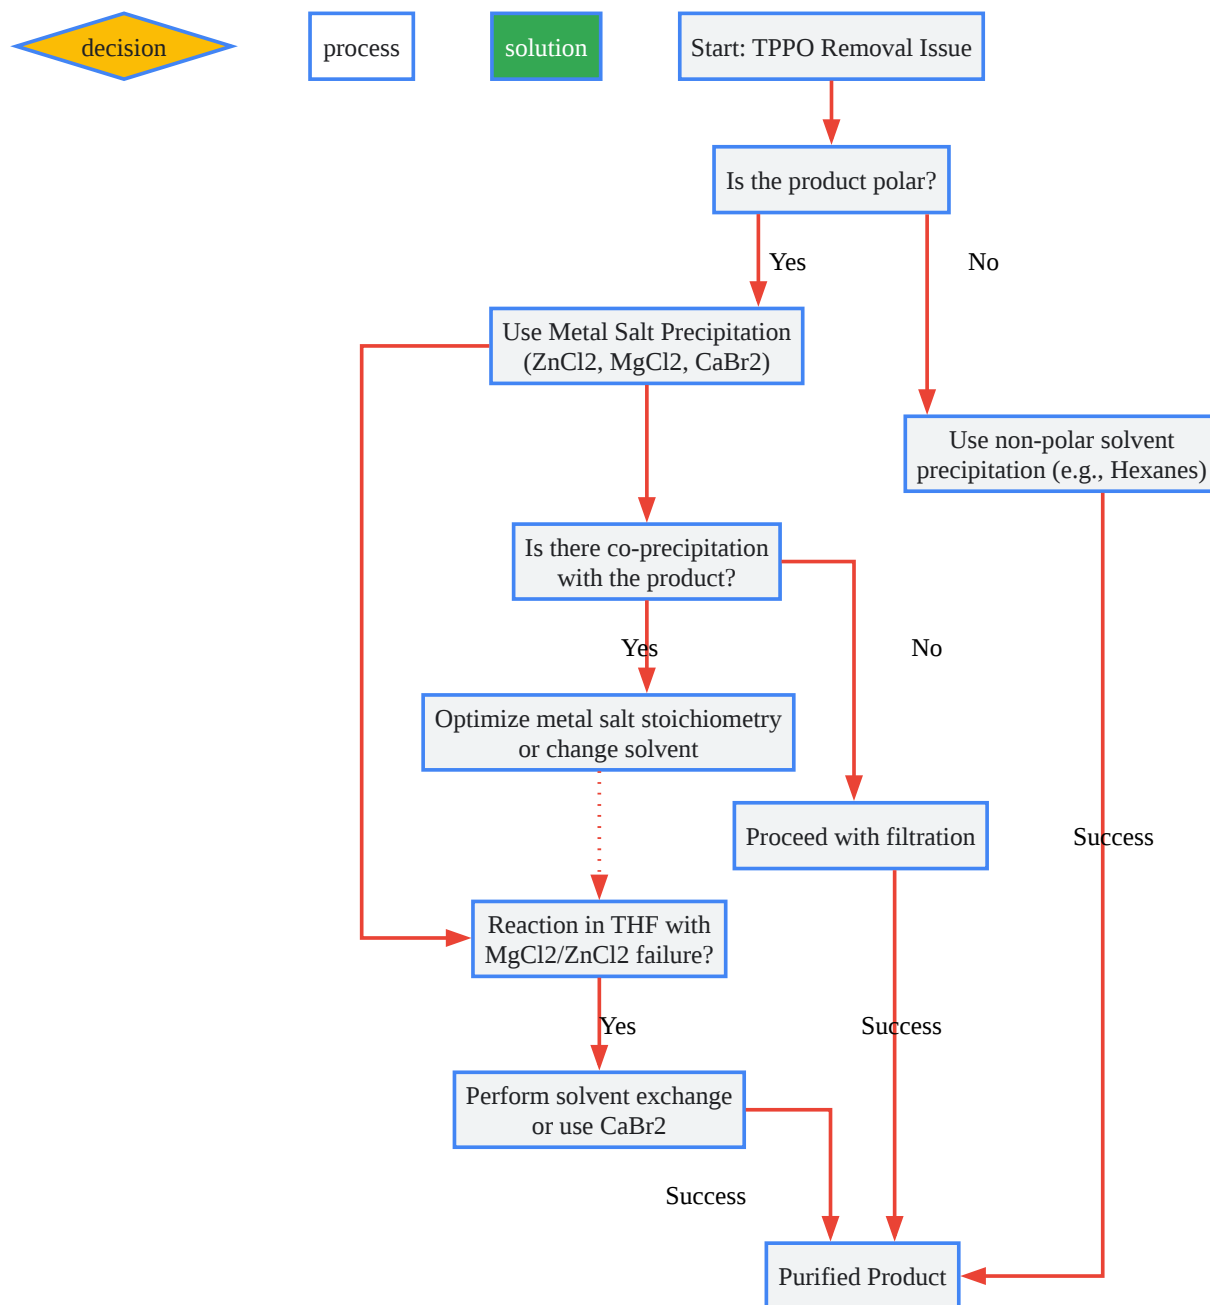 decision
process
solution
Start: TPPO Removal Issue
Is the product polar?
Yes
No
Use Metal Salt Precipitation
(ZnCl2, MgCl2, CaBr2)
Use non-polar solvent
precipitation (e.g., Hexanes)
Is there co-precipitation
with the product?
Yes
No
Optimize metal salt stoichiometry
or change solvent
Proceed with filtration
Success
Reaction in THF with
MgCl2/ZnCl2 failure?
Yes
Success
Perform solvent exchange
or use CaBr2
Success
Purified Product